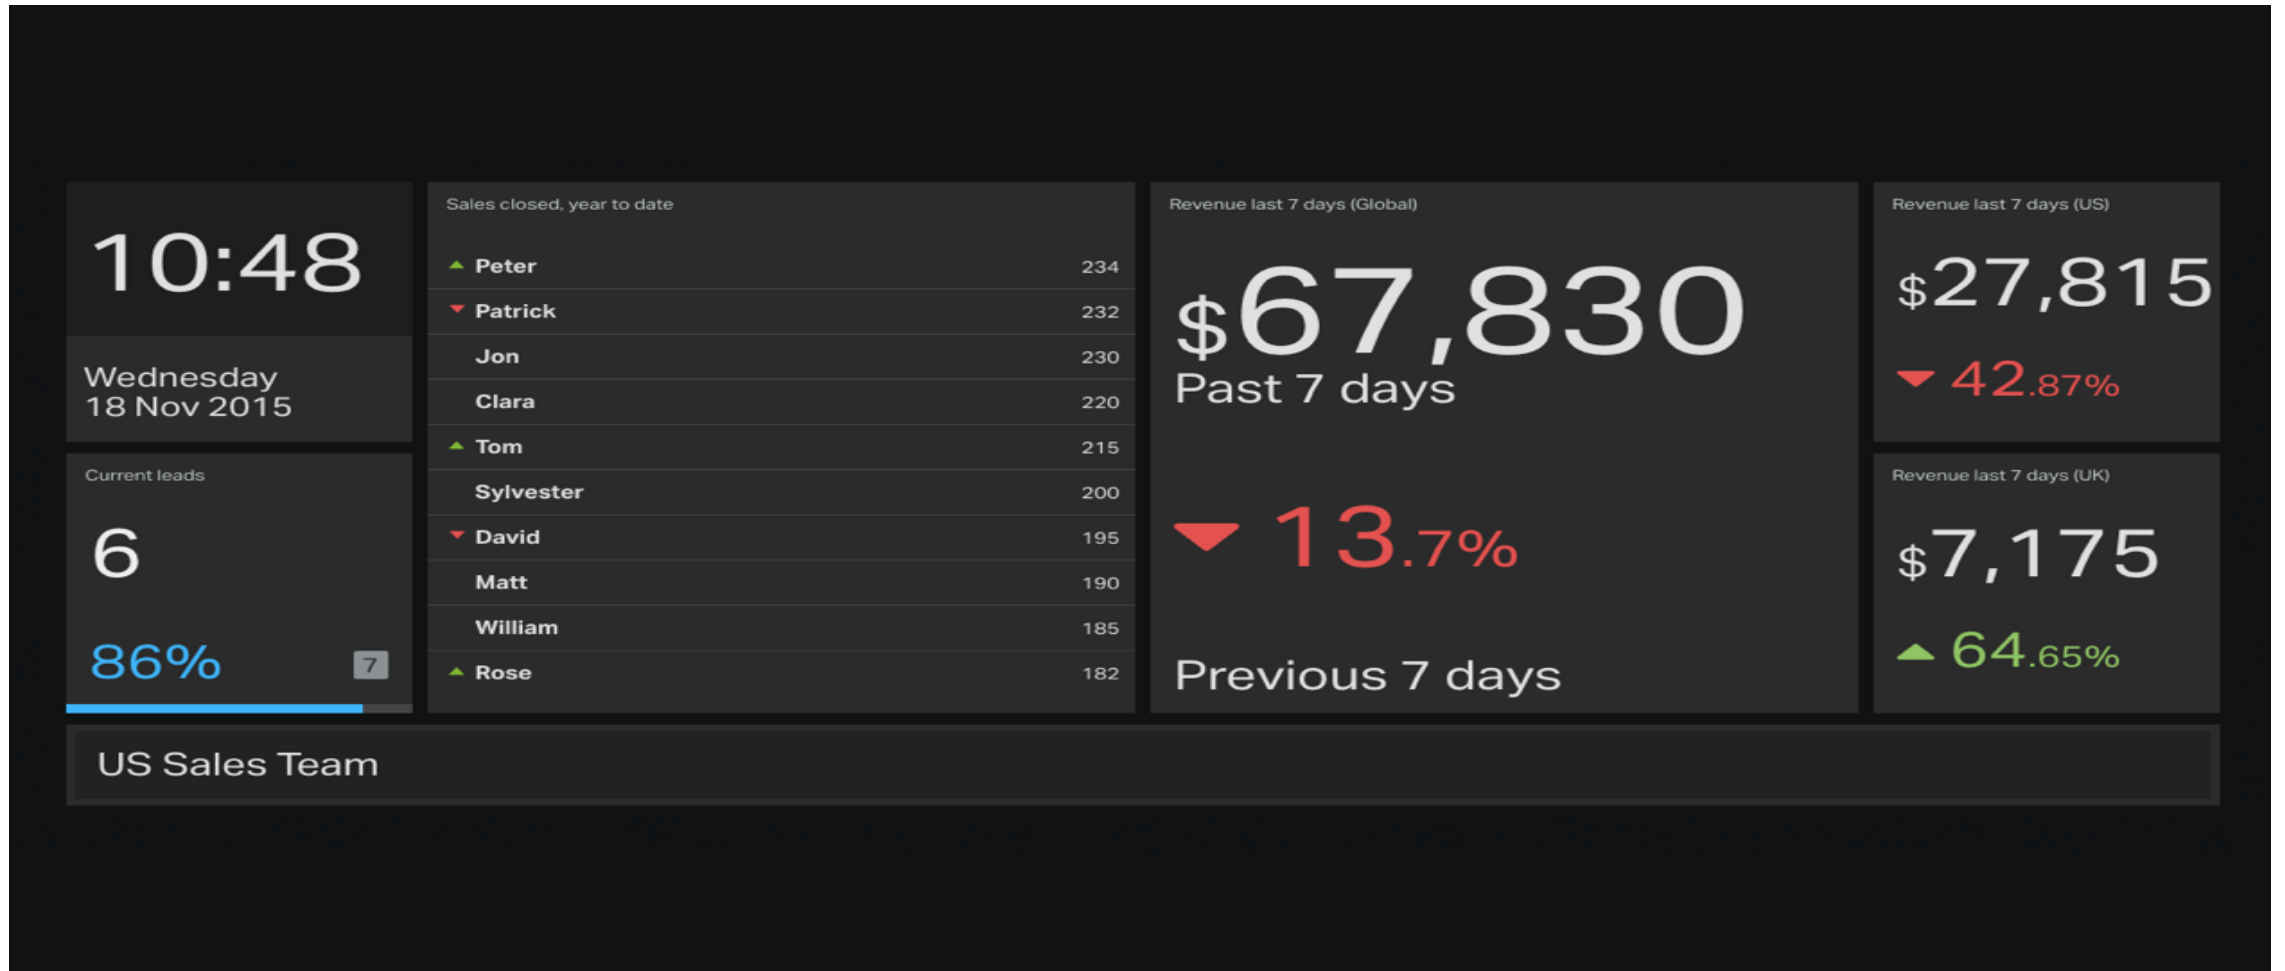 10:48
Wednesday
18 Nov 2015
Current leads
6
86% 7
Sales closed, year to date
Peter 234
Patrick 232
Jon 230
Clara 220
Tom 215
Sylvester 200
David 195
Matt 190
William 185
Rose 182
Revenue last 7 days (Global)
$67,830
Past 7 days
13.7%
Previous 7 days
Revenue last 7 days (US)
$27,815
42.87%
Revenue last 7 days (UK)
$7,175
64.65%
US Sales Team